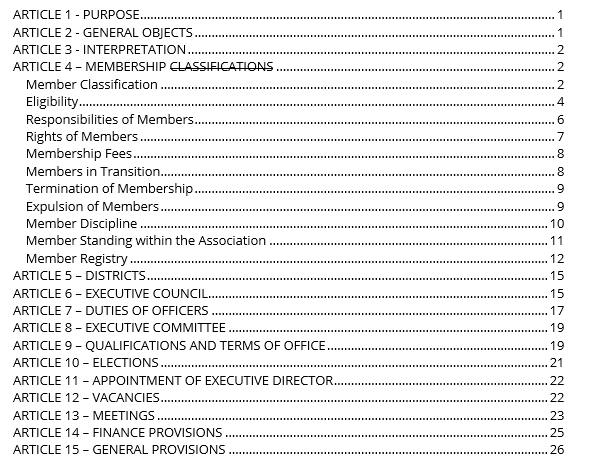 ARTICLE 1 - PURPOSE 1
ARTICLE 2 - GENERAL OBJECTS 1
ARTICLE 3 - INTERPRETATION 2
ARTICLE 4 – MEMBERSHIP CLASSIFICATIONS 2
Member Classification 2
Eligibility 4
Responsibilities of Members 6
Rights of Members 7
Membership Fees 8
Members in Transition 8
Termination of Membership 9
Expulsion of Members 9
Member Discipline 10
Member Standing within the Association 11
Member Registry 12
ARTICLE 5 – DISTRICTS 15
ARTICLE 6 – EXECUTIVE COUNCIL 15
ARTICLE 7 – DUTIES OF OFFICERS 17
ARTICLE 8 – EXECUTIVE COMMITTEE 19
ARTICLE 9 – QUALIFICATIONS AND TERMS OF OFFICE 19
ARTICLE 10 – ELECTIONS 21
ARTICLE 11 – APPOINTMENT OF EXECUTIVE DIRECTOR 22
ARTICLE 12 – VACANCIES 22
ARTICLE 13 – MEETINGS 23
ARTICLE 14 – FINANCE PROVISIONS 25
ARTICLE 15 – GENERAL PROVISIONS 26